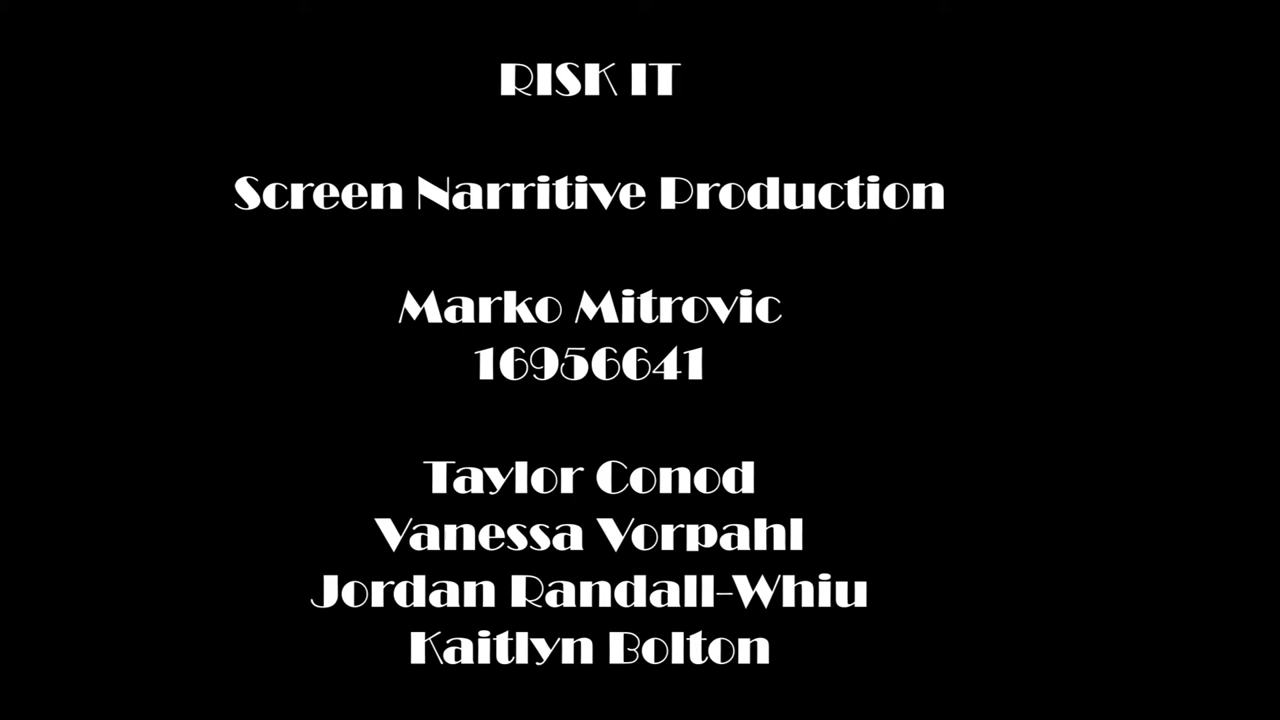 RISK IT
Screen Narritive Production
Marko Mitrovic
16956641
Taylor Conod
Vanessa Vorpahl
Jordan Randall-Whiu
Kaitlyn Bolton